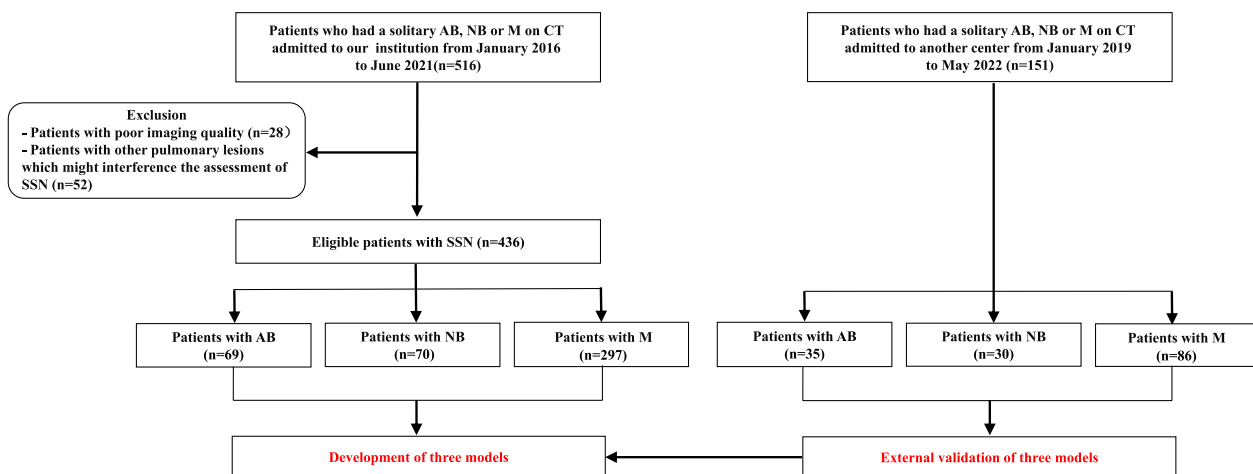 Patients who had a solitary AB, NB or M on CT
admitted to our institution from January 2016
to June 2021(n=516)
Patients who had a solitary AB, NB or M on CT
admitted to another center from January 2019
to May 2022 (n=151)
Exclusion
- Patients with poor imaging quality (n=28）
- Patients with other pulmonary lesions
which might interference the assessment of
SSN (n=52)
Eligible patients with SSN (n=436)
Patients with AB
(n=69)
Patients with NB
(n=70)
Patients with M
(n=297)
Patients with AB
(n=35)
Patients with NB
(n=30)
Patients with M
(n=86)
Development of three models
External validation of three models